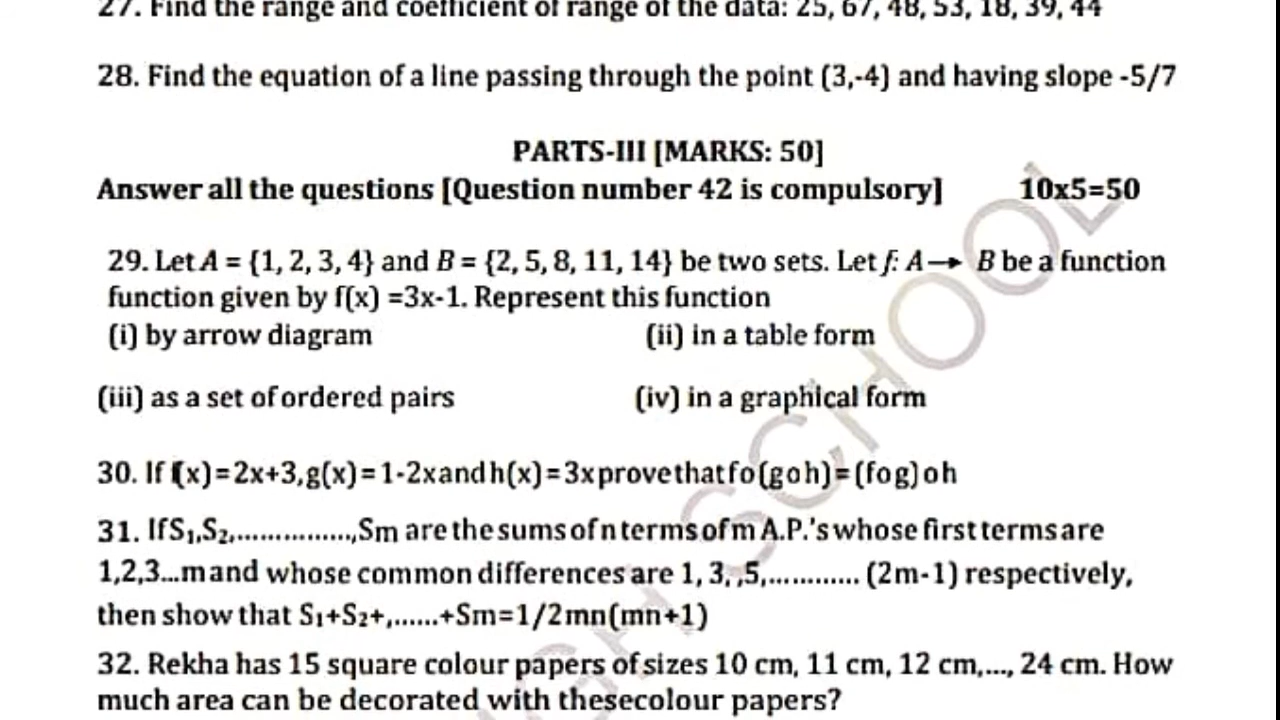 27. Find the range and coefficient of range of the data: 25, 67, 48, 53, 18, 39, 44
28. Find the equation of a line passing through the point (3,-4) and having slope -5/7
PARTS-III [MARKS: 50]
Answer all the questions [Question number 42 is compulsory] 10x5=50
29. Let A = {1, 2, 3, 4} and B = {2, 5, 8, 11, 14} be two sets. Let f: A→ B be a function
function given by f(x) =3x-1. Represent this function
(i) by arrow diagram (ii) in a table form
(iii) as a set of ordered pairs (iv) in a graphical form
30. If f(x)=2x+3,g(x)=1-2xandh(x)=3xprovethatfo(goh)=(fog)oh
31. IfS₁,S₂,................,Sm are the sums of n terms of m A.P.'s whose first terms are
1,2,3...m and whose common differences are 1, 3, ,5,............ (2m-1) respectively,
then show that S₁+S₂+,......+Sm=1/2mn(mn+1)
32. Rekha has 15 square colour papers of sizes 10 cm, 11 cm, 12 cm,..., 24 cm. How
much area can be decorated with thesecolour papers?
SCHOOL